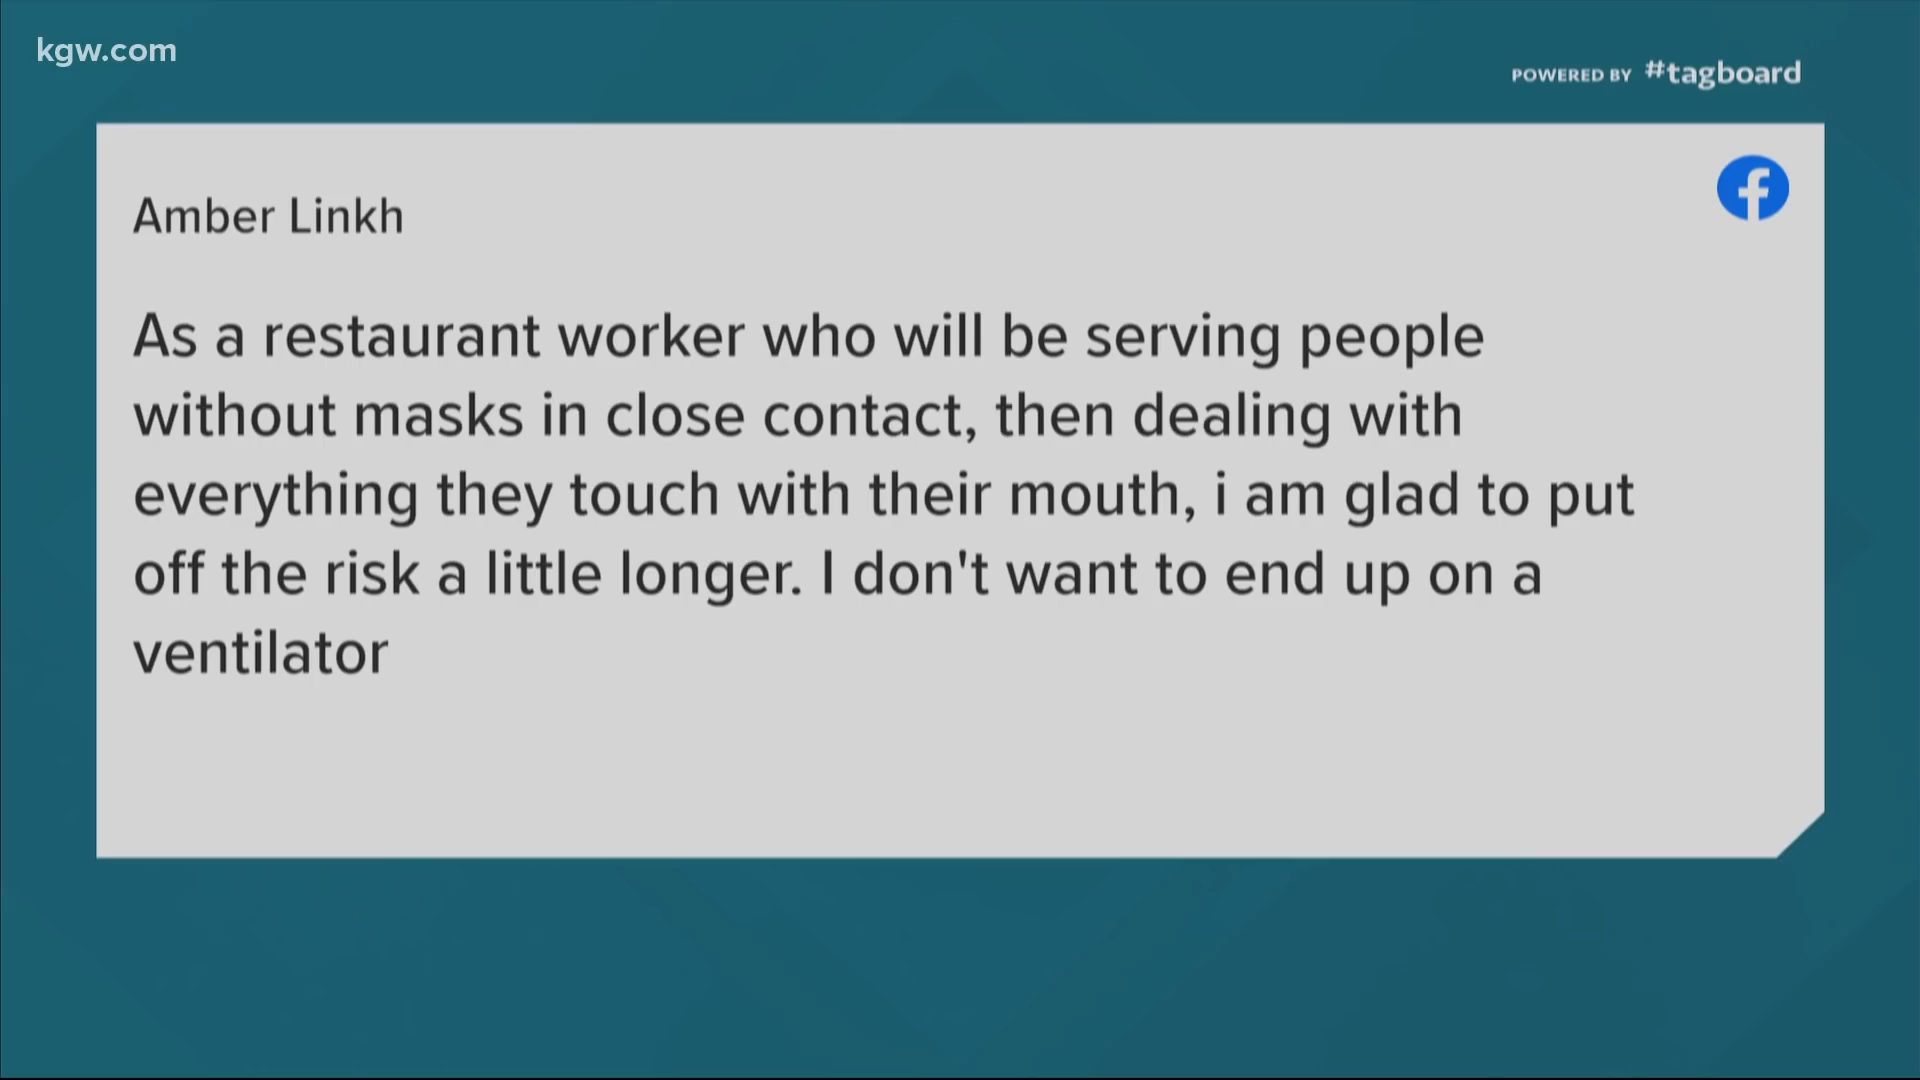 kgw.com
POWERED BY #tagboard
Amber Linkh
As a restaurant worker who will be serving people
without masks in close contact, then dealing with
everything they touch with their mouth, i am glad to put
off the risk a little longer. I don't want to end up on a
ventilator